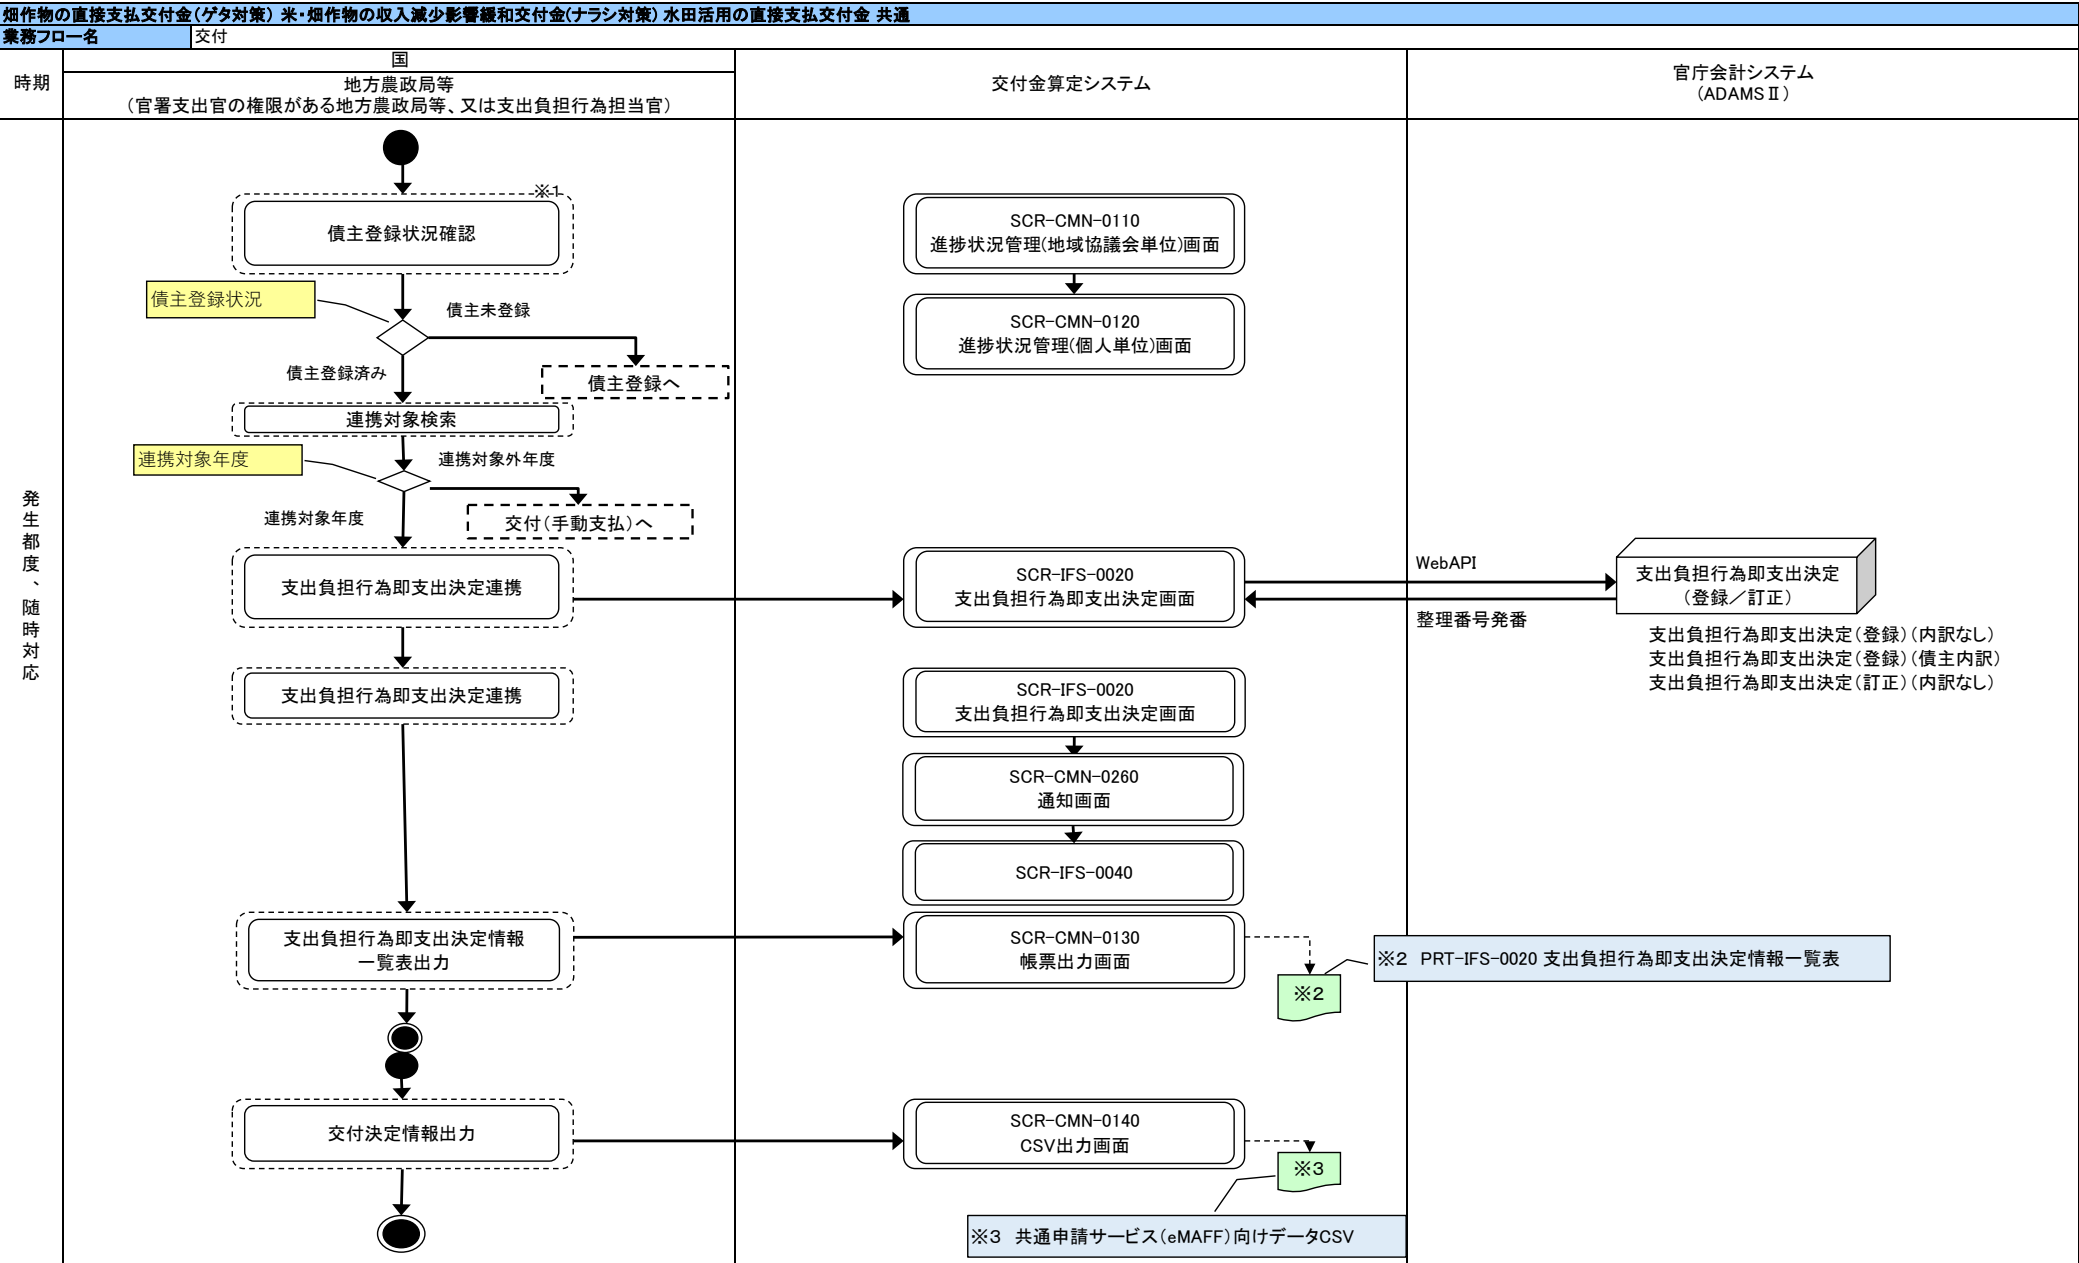 畑作物の直接支払交付金(ゲタ対策) 米・畑作物の収入減少影響緩和交付金(ナラシ対策) 水田活用の直接支払交付金 共通
業務フロー名
交付
時期
国
地方農政局等
(官署支出官の権限がある地方農政局等、又は支出負担行為担当官)
交付金算定システム
官庁会計システム
(ADAMSⅡ)
発生都度、随時対応
※1
債主登録状況確認
債主登録状況
債主未登録
債主登録済み
債主登録へ
連携対象検索
連携対象年度
連携対象外年度
連携対象年度
交付(手動支払)へ
支出負担行為即支出決定連携
支出負担行為即支出決定連携
支出負担行為即支出決定情報
一覧表出力
交付決定情報出力
SCR-CMN-0110
進捗状況管理(地域協議会単位)画面
SCR-CMN-0120
進捗状況管理(個人単位)画面
SCR-IFS-0020
支出負担行為即支出決定画面
SCR-IFS-0020
支出負担行為即支出決定画面
SCR-CMN-0260
通知画面
SCR-IFS-0040
SCR-CMN-0130
帳票出力画面
※2
SCR-CMN-0140
CSV出力画面
※3
※3 共通申請サービス(eMAFF)向けデータCSV
WebAPI
整理番号発番
支出負担行為即支出決定
(登録/訂正)
支出負担行為即支出決定(登録)(内訳なし)
支出負担行為即支出決定(登録)(債主内訳)
支出負担行為即支出決定(訂正)(内訳なし)
※2 PRT-IFS-0020 支出負担行為即支出決定情報一覧表